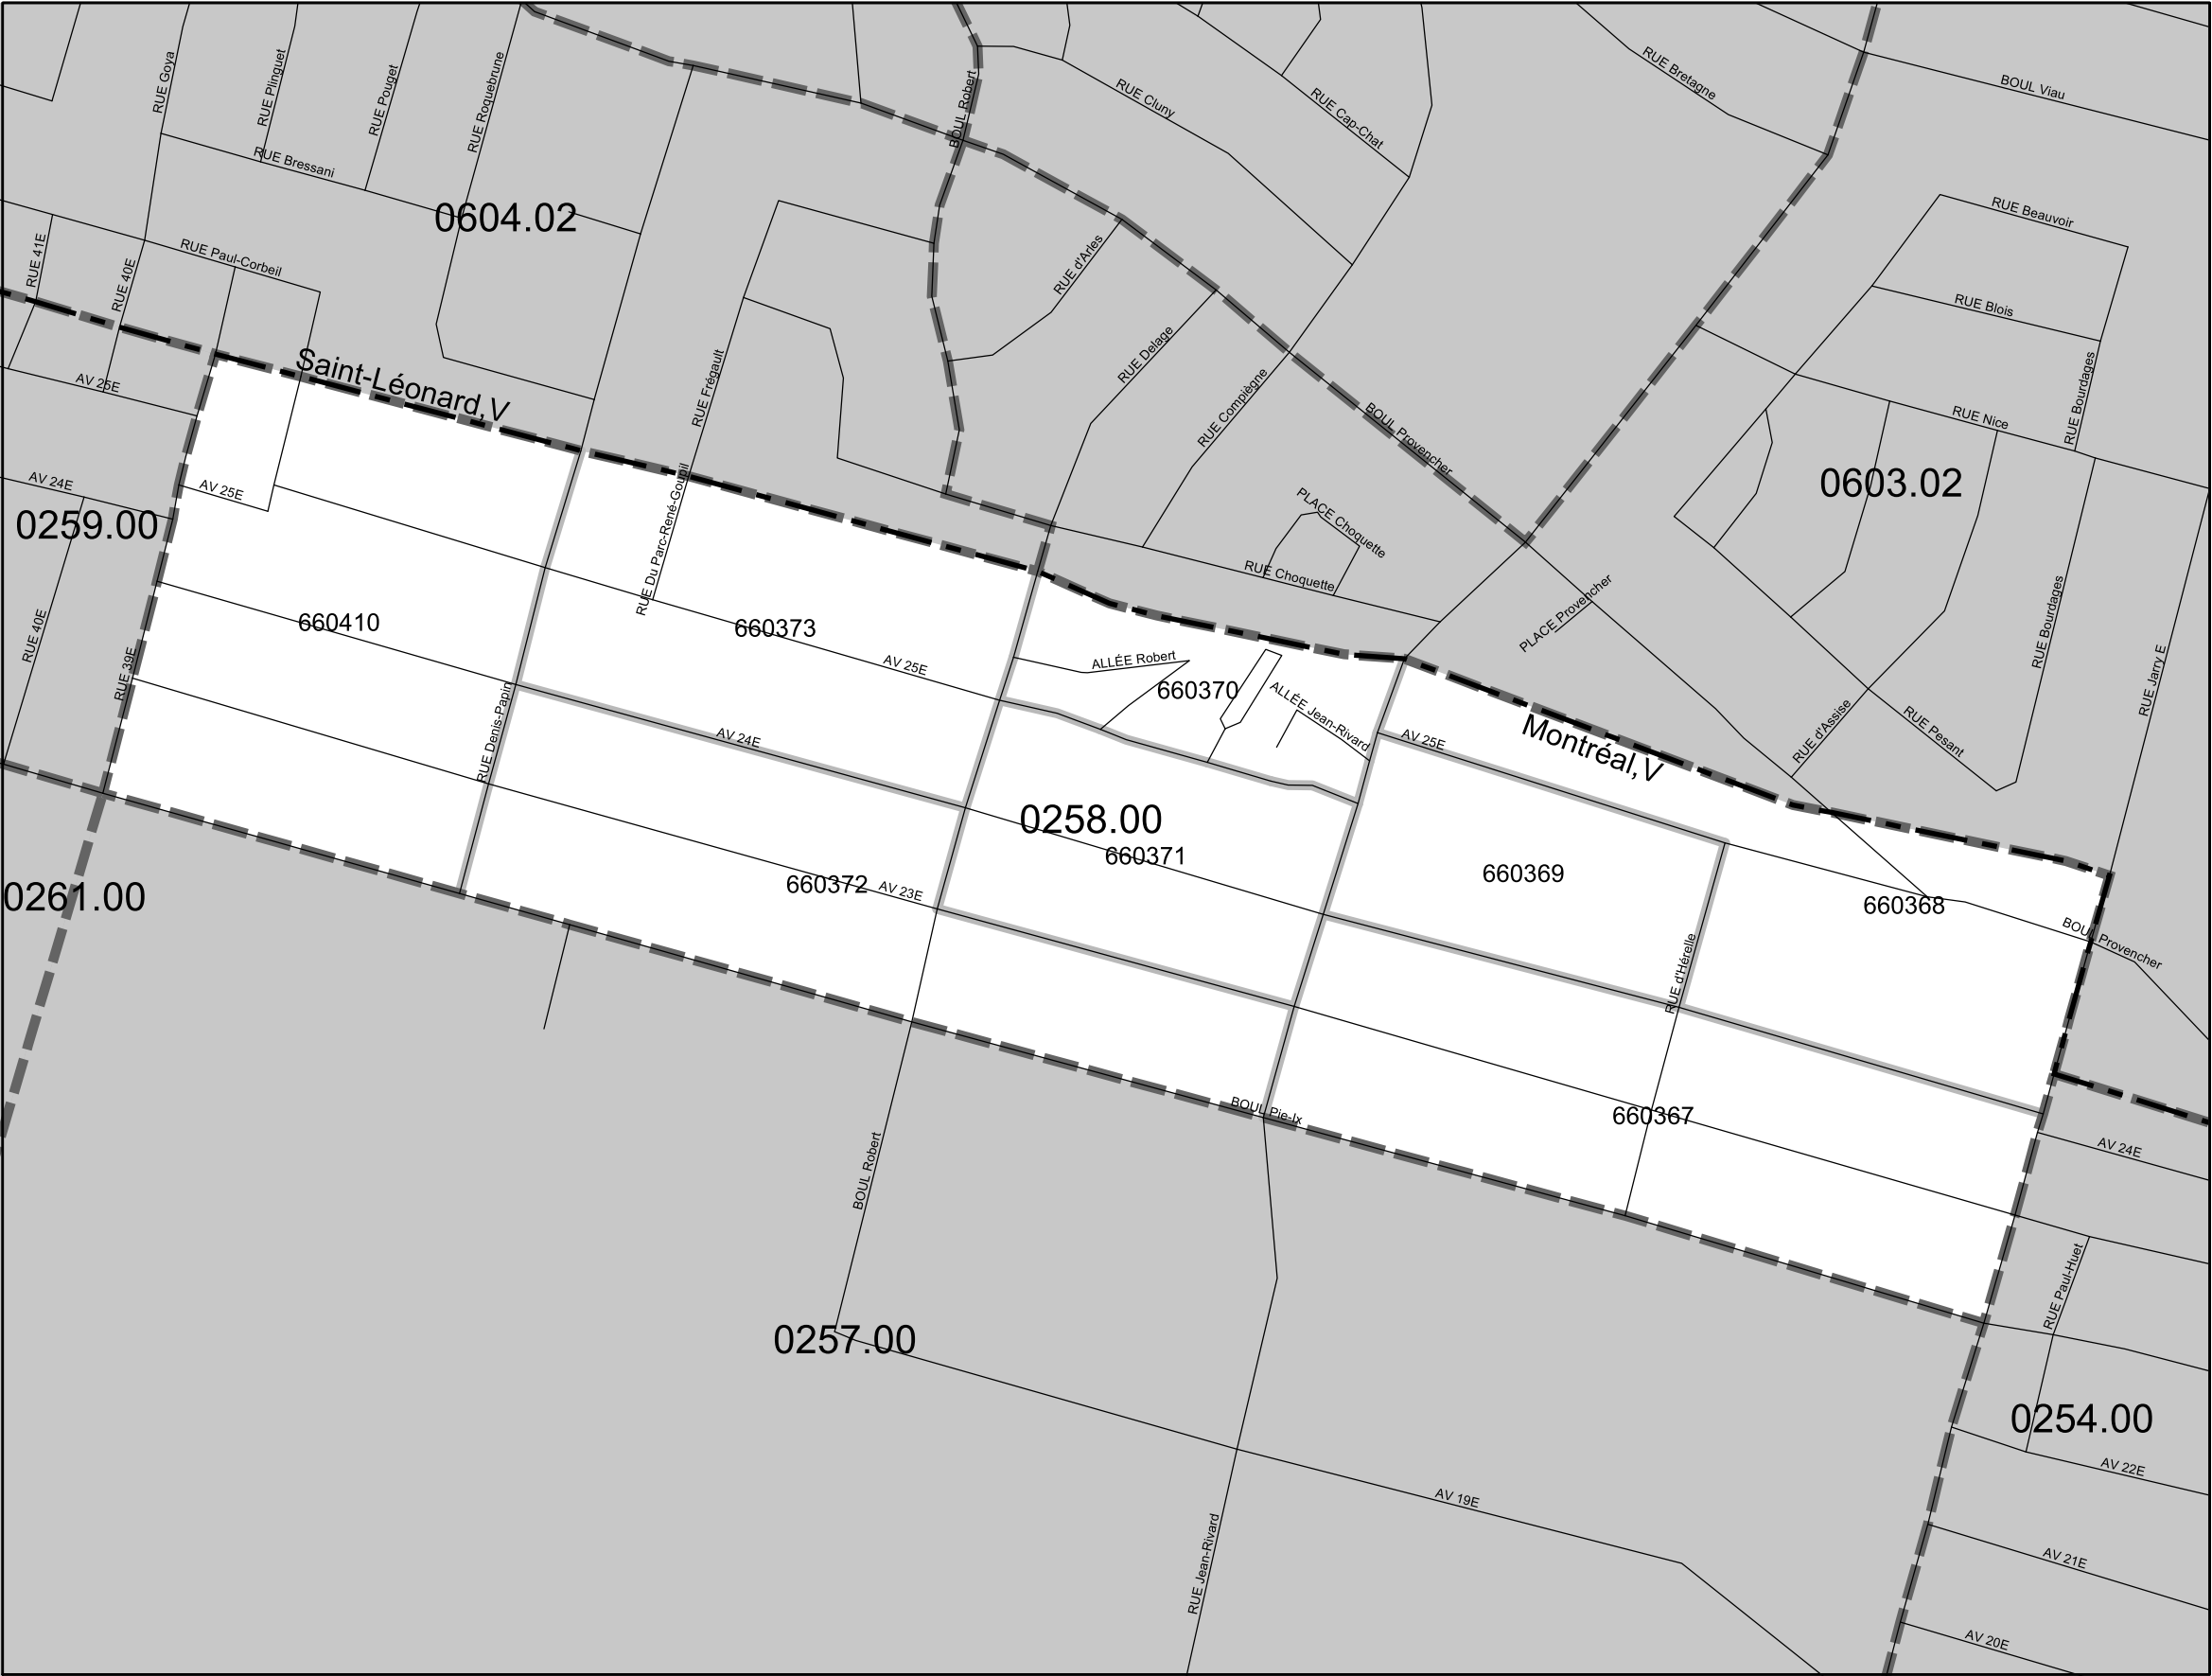 RUE Goya
RUE Plinguet
RUE Pouget
RUE Roquebrune
BOUL Robert
RUE Cluny
RUE Cap-Chat
RUE Bretagne
BOUL Viau
RUE Bressani
0604.02
RUE Beauvoir
RUE 41E
RUE 40E
RUE Paul-Corbeil
RUE d'Arles
RUE Blois
RUE Delage
Saint-Léonard,V
RUE Frégault
RUE Compiègne
BOUL Provencher
RUE Nice
RUE Bourdages
AV 25E
AV 24E
AV 25E
0603.02
0259.00
PLACE Choquette
RUE Du Parc-René-Goupil
RUE Choquette
PLACE Provencher
RUE Bourdages
660410
660373
RUE 40E
RUE 39E
AV 25E
ALLÉE Robert
660370
ALLÉE Jean-Rivard
RUE Jarry E
RUE Denis-Papin
AV 24E
AV 25E
Montréal,V
RUE d'Assise
RUE Pesant
0258.00
660371
660369
660372
AV 23E
0261.00
660368
BOUL Provencher
RUE d'Hérelle
BOUL Pie-Ix
660367
AV 24E
BOUL Robert
RUE Paul-Huet
0257.00
0254.00
AV 22E
AV 19E
RUE Jean-Rivard
AV 21E
AV 20E